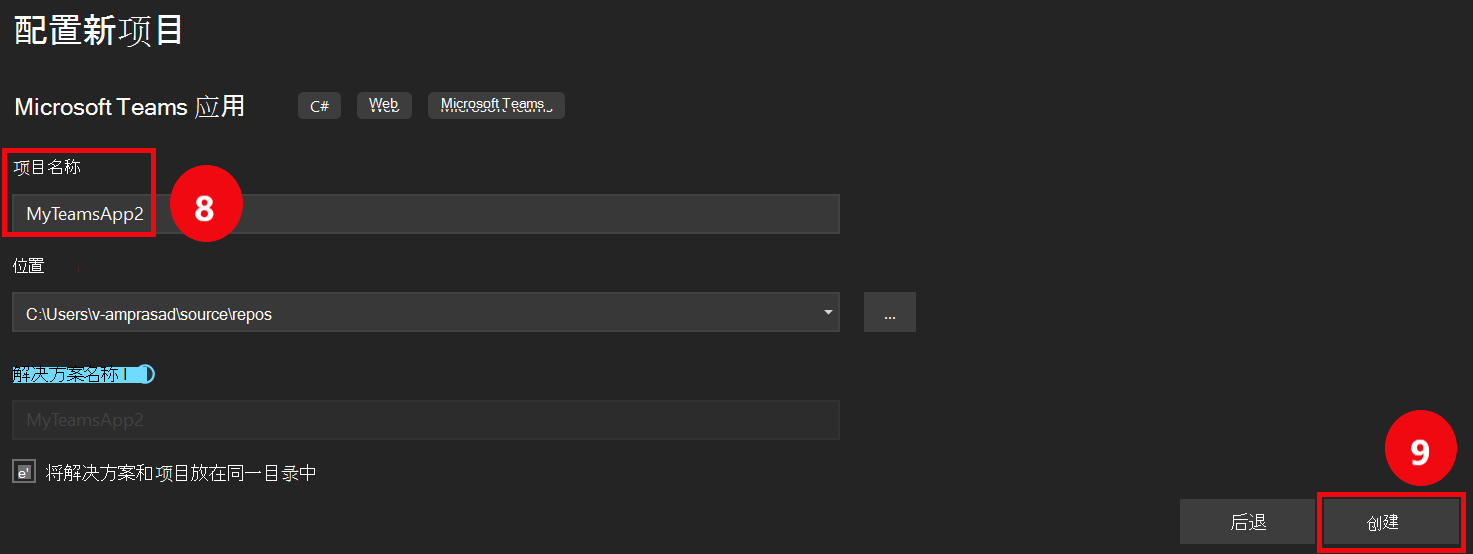 配置新项目
Microsoft Teams 应用 C# Web Microsoft Teams
项目名称
MyTeamsApp2
8
位置
C:\Users\v-amprasad\source\repos
...
解决方案名称
MyTeamsApp2
将解决方案和项目放在同一目录中
9
后退 创建